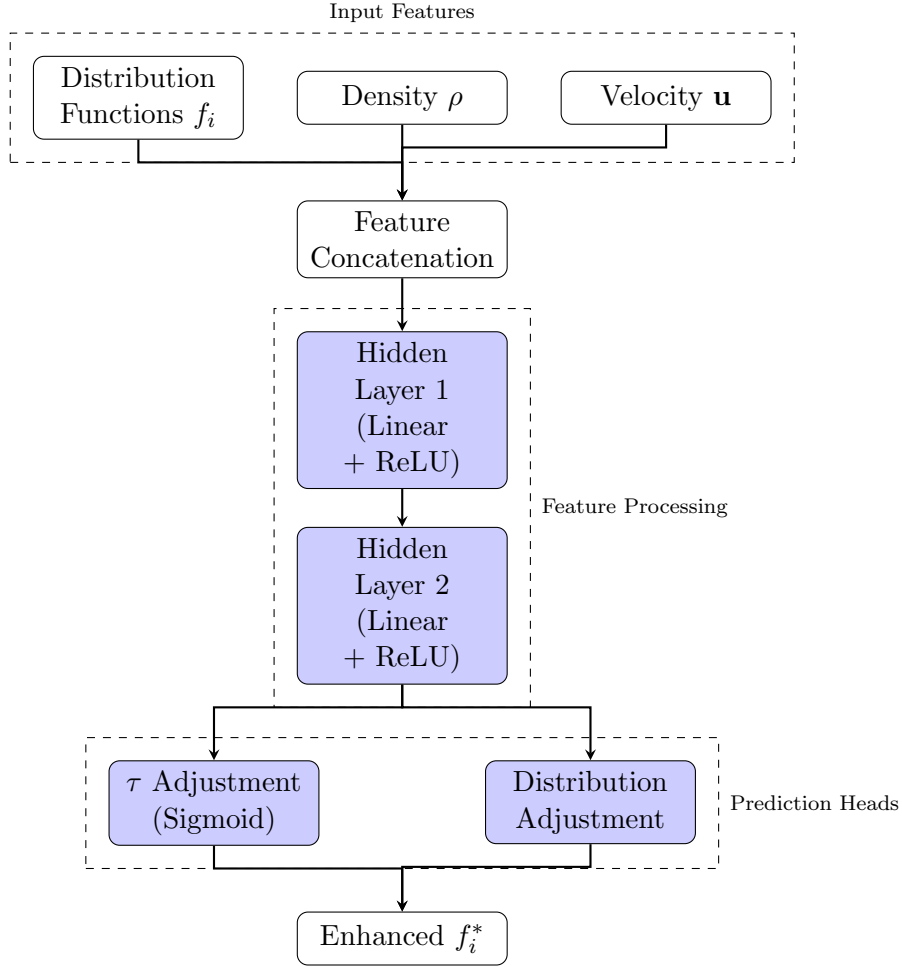 Input Features
Distribution
Functions $f_i$
Density $\rho$
Velocity $\mathbf{u}$
Feature
Concatenation
Hidden
Layer 1
(Linear
+ ReLU)
Feature Processing
Hidden
Layer 2
(Linear
+ ReLU)
$\tau$ Adjustment
(Sigmoid)
Distribution
Adjustment
Prediction Heads
Enhanced $f_i^*$